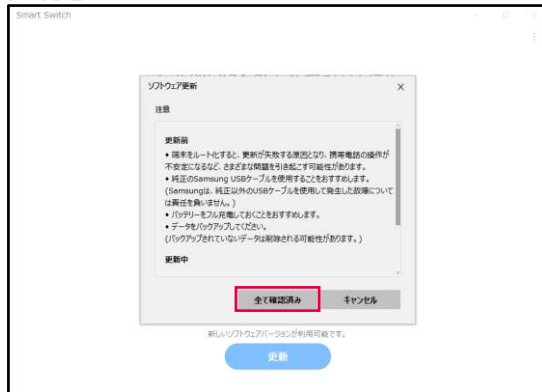 Smart Switch
ソフトウェア更新
注意
更新前
• 端末をルート化すると、更新が失敗する原因となり、携帯電話の操作が
不安定になるなど、さまざまな問題を引き起こす可能性があります。
• 純正のSamsung USBケーブルを使用することをおすすめします。
(Samsungは、純正以外のUSBケーブルを使用して発生した故障について
は責任を負いません。)
• バッテリーをフル充電しておくことをおすすめします。
• データをバックアップしてください。
(バックアップされていないデータは削除される可能性があります。)
更新中
全て確認済み
キャンセル
新しいソフトウェアバージョンが利用可能です。
更新